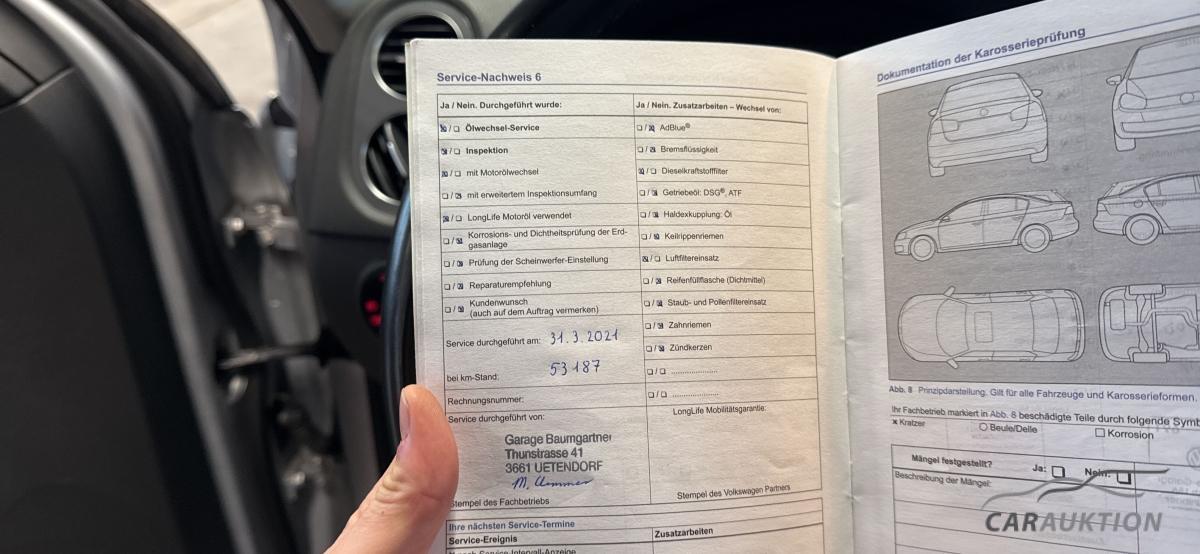 Service-Nachweis 6
Ja / Nein. Durchgeführt wurde:
Ölwechsel-Service
Inspektion
mit Motorölwechsel
mit erweitertem Inspektionsumfang
LongLife Motoröl verwendet
Korrosions- und Dichtheitsprüfung der Erd-
gasanlage
Prüfung der Scheinwerfer-Einstellung
Reparaturempfehlung
Kundenwunsch
(auch auf dem Auftrag vermerken)
Service durchgeführt am: 31.3.2021
bei km-Stand: 53187
Rechnungsnummer:
Service durchgeführt von:
Garage Baumgartner
Thunstrasse 41
3661 UETENDORF
Stempel des Fachbetriebs
Ja / Nein. Zusatzarbeiten – Wechsel von:
AdBlue®
Bremsflüssigkeit
Dieselkraftstofffilter
Getriebeöl: DSG®, ATF
Haldexkupplung: Öl
Keilrippenriemen
Luftfiltereinsatz
Reifenfüllflasche (Dichtmittel)
Staub- und Pollenfiltereinsatz
Zahnriemen
Zündkerzen
LongLife Mobilitätsgarantie:
Stempel des Volkswagen Partners
Ihre nächsten Service-Termine
Service-Ereignis
Zusatzarbeiten
Dokumentation der Karosserieprüfung
Abb. 8 Prinzipdarstellung. Gilt für alle Fahrzeuge und Karosserieformen.
Ihr Fachbetrieb markiert in Abb. 8 beschädigte Teile durch folgende Symb
x Kratzer
Beule/Delle
Korrosion
Mängel festgestellt? Ja: Nein:
Beschreibung der Mängel:
CARAUKTION